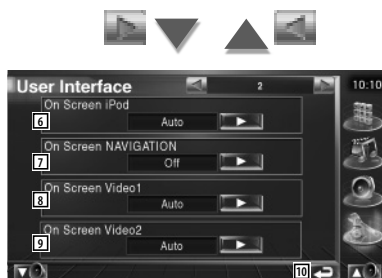 User Interface
2
10:10
On Screen iPod
6
Auto
On Screen NAVIGATION
7
Off
On Screen Video1
8
Auto
On Screen Video2
9
Auto
10